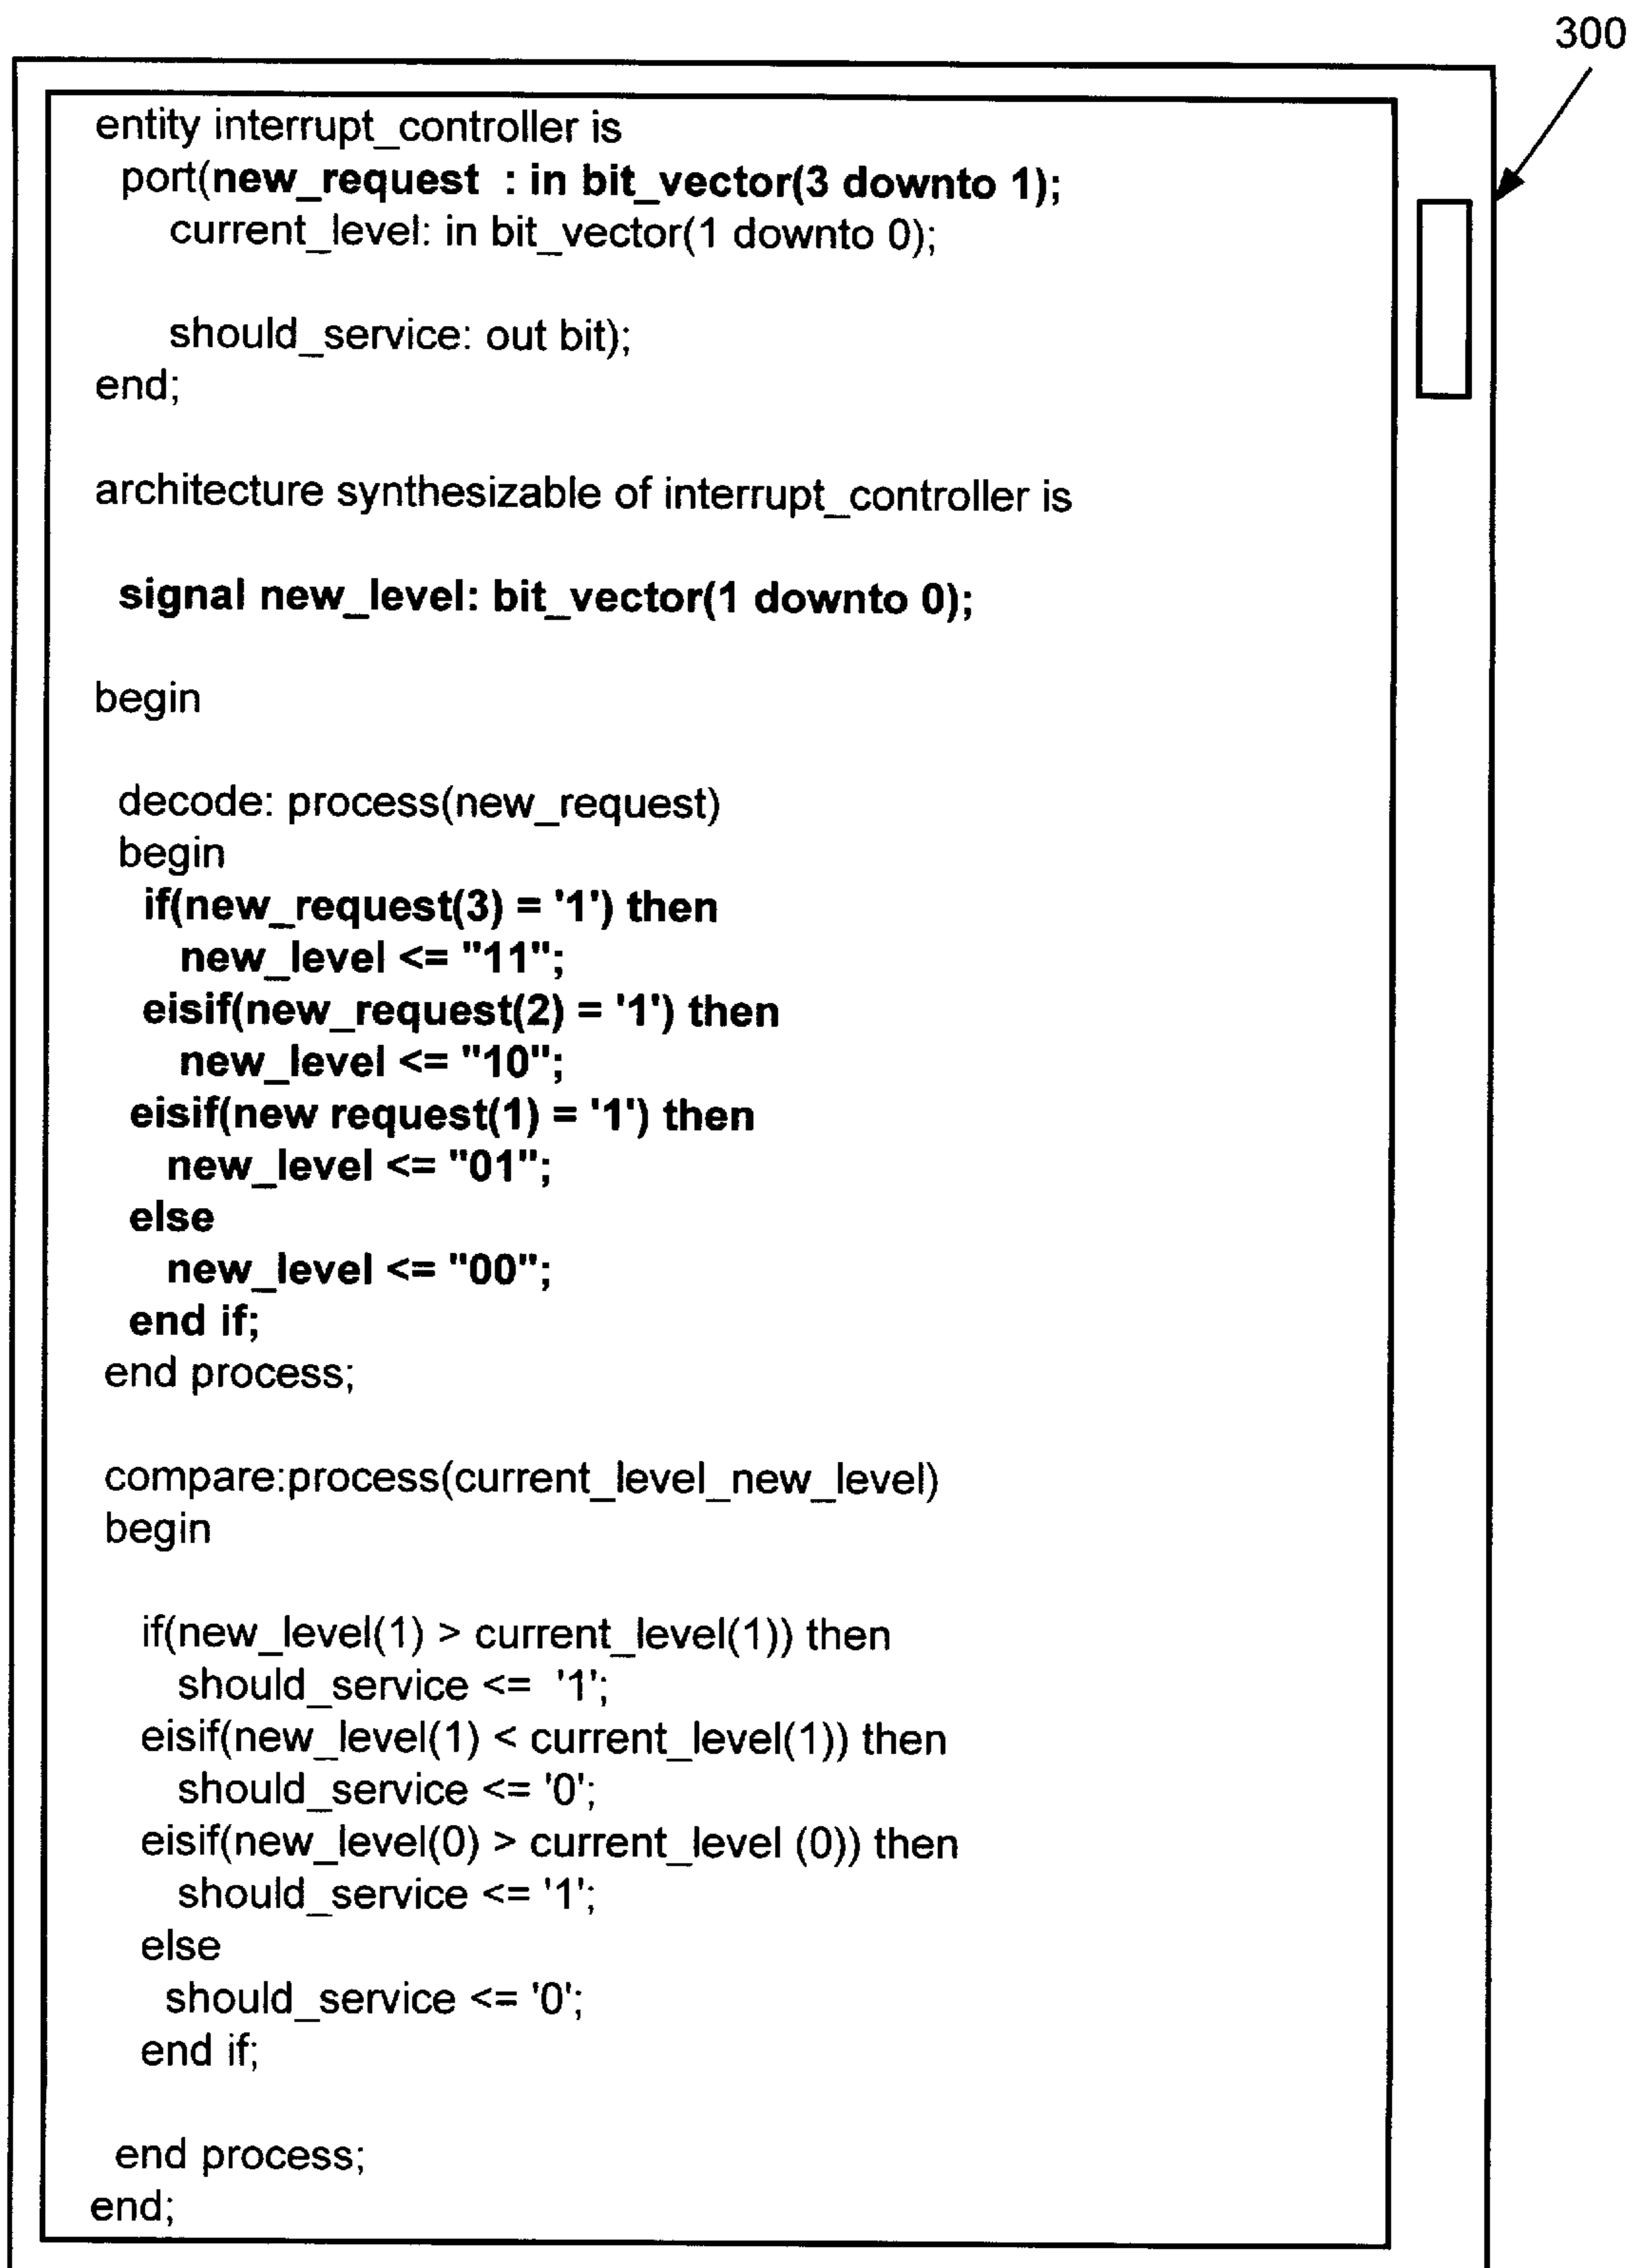 300
entity interrupt_controller is
port(new_request : in bit_vector(3 downto 1);
current_level: in bit_vector(1 downto 0);
should_service: out bit);
end;
architecture synthesizable of interrupt_controller is
signal new_level: bit_vector(1 downto 0);
begin
decode: process(new_request)
begin
if(new_request(3) = '1') then
new_level <= "11";
eisif(new_request(2) = '1') then
new_level <= "10";
eisif(new request(1) = '1') then
new_level <= "01";
else
new_level <= "00";
end if;
end process;
compare:process(current_level_new_level)
begin
if(new_level(1) > current_level(1)) then
should_service <= '1';
eisif(new_level(1) < current_level(1)) then
should_service <= '0';
eisif(new_level(0) > current_level (0)) then
should_service <= '1';
else
should_service <= '0';
end if;
end process;
end;